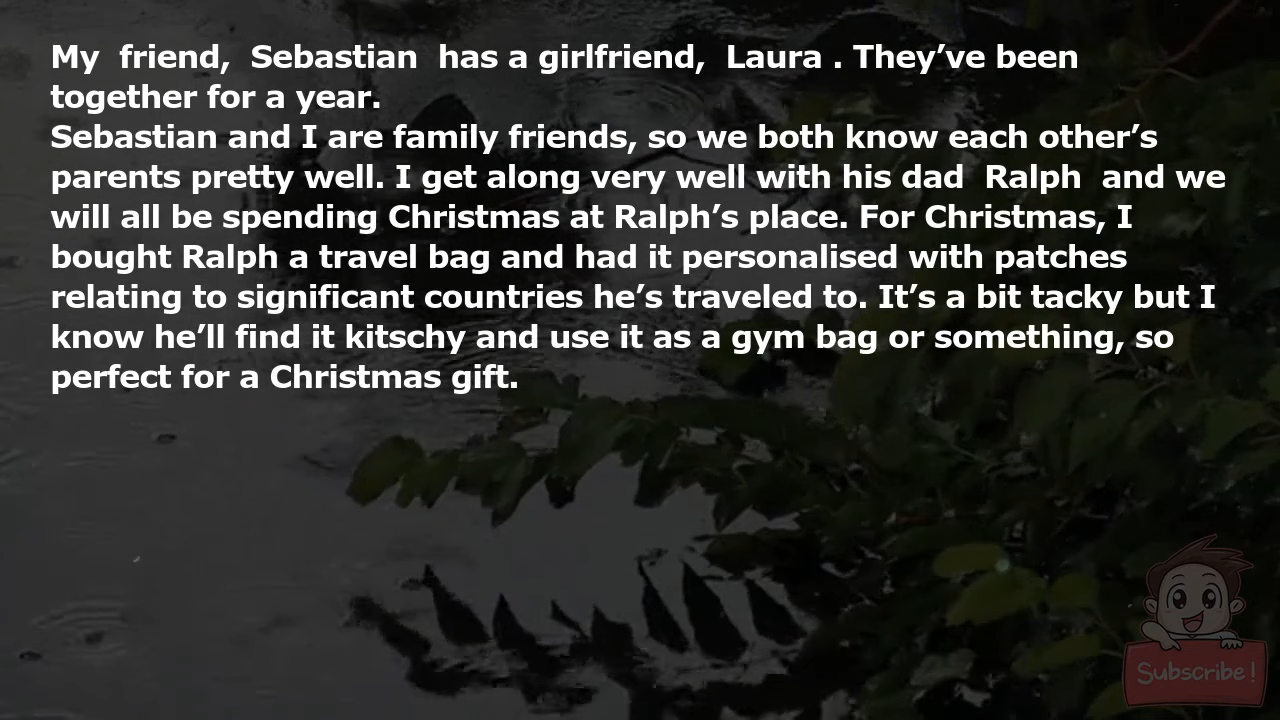 My friend, Sebastian has a girlfriend, Laura . They’ve been
together for a year.
Sebastian and I are family friends, so we both know each other’s
parents pretty well. I get along very well with his dad Ralph and we
will all be spending Christmas at Ralph’s place. For Christmas, I
bought Ralph a travel bag and had it personalised with patches
relating to significant countries he’s traveled to. It’s a bit tacky but I
know he’ll find it kitschy and use it as a gym bag or something, so
perfect for a Christmas gift.
Subscribe!